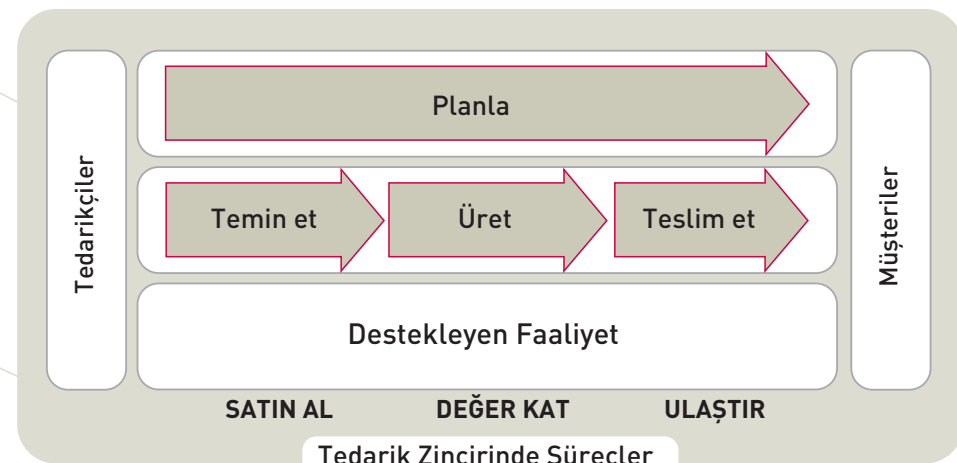 Tedarikçiler
Planla
Temin et
Üret
Teslim et
Destekleyen Faaliyet
Müşteriler
SATIN AL
DEĞER KAT
ULAŞTIR
Tedarik Zincirinde Süreçler